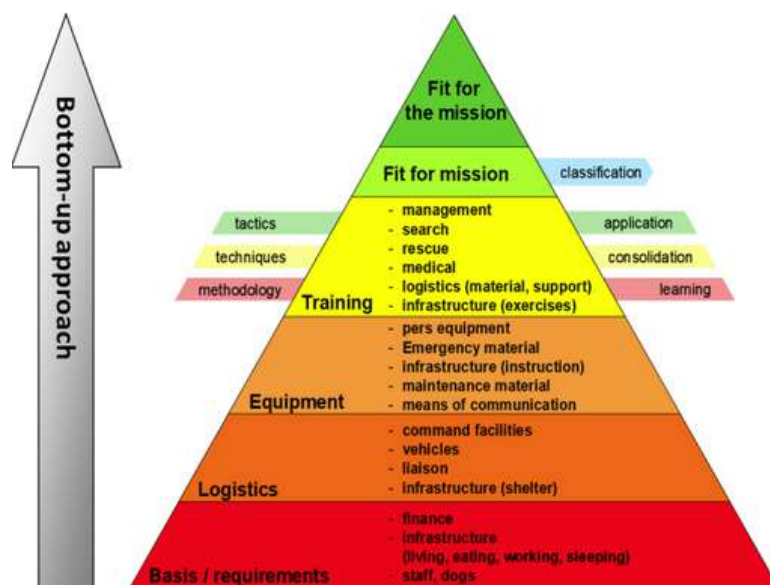 Bottom-up approach
Fit for
the mission
Fit for mission
classification
tactics
techniques
methodology
- management
- search
- rescue
- medical
- logistics (material, support)
- infrastructure (exercises)
Training
application
consolidation
learning
- pers equipment
- Emergency material
- infrastructure (instruction)
- maintenance material
- means of communication
Equipment
- command facilities
- vehicles
- liaison
- infrastructure (shelter)
Logistics
- finance
- infrastructure
(living, eating, working, sleeping)
- staff, dogs
Basis / requirements